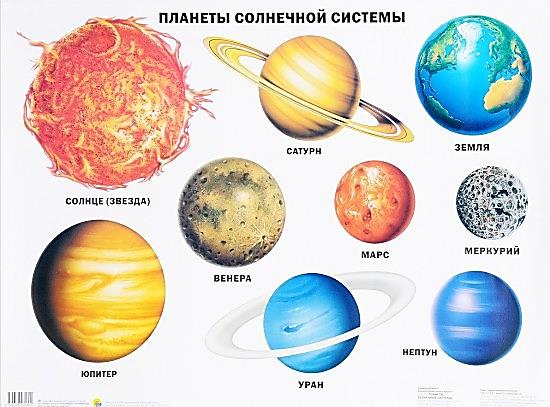 ПЛАНЕТЫ СОЛНЕЧНОЙ СИСТЕМЫ
САТУРН
ЗЕМЛЯ
СОЛНЦЕ (ЗВЕЗДА)
МАРС
МЕРКУРИЙ
ВЕНЕРА
НЕПТУН
ЮПИТЕР
УРАН